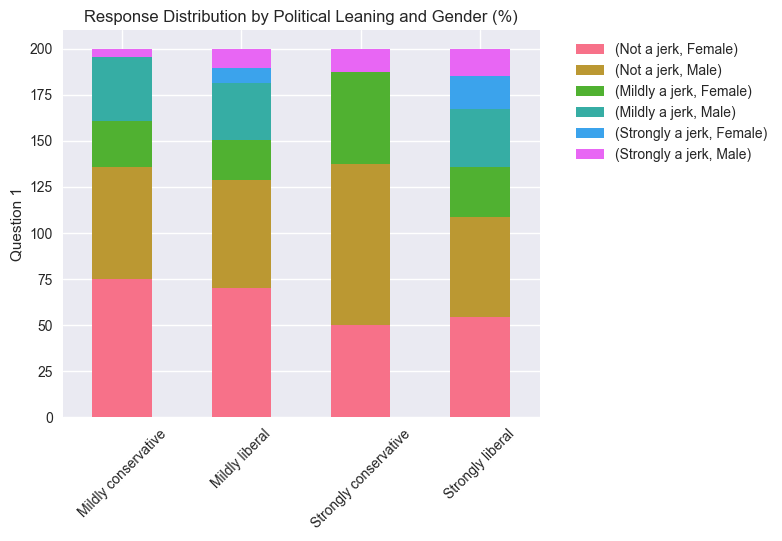 Response Distribution by Political Leaning and Gender (%)
200
175
150
125
100
75
50
25
0
Question 1
Mildly conservative
Mildly liberal
Strongly conservative
Strongly liberal
(Not a jerk, Female)
(Not a jerk, Male)
(Mildly a jerk, Female)
(Mildly a jerk, Male)
(Strongly a jerk, Female)
(Strongly a jerk, Male)